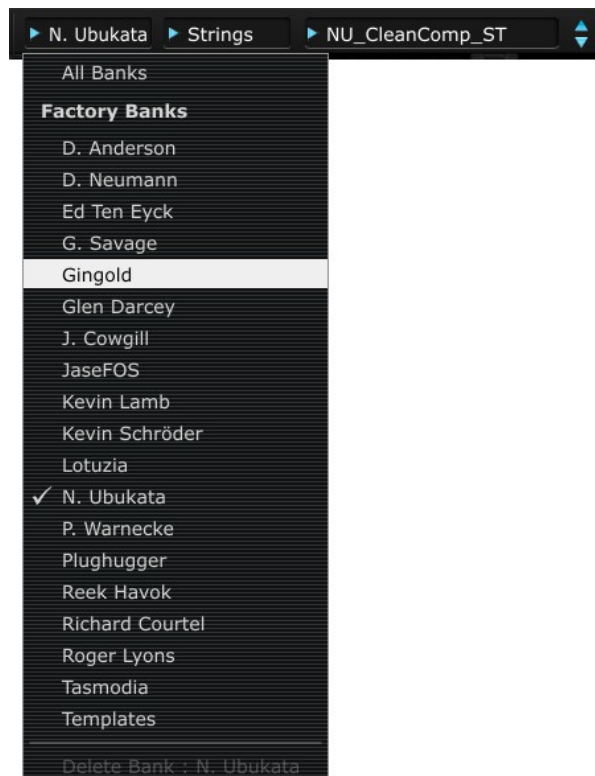 N. Ubukata Strings NU_CleanComp_ST
All Banks
Factory Banks
D. Anderson
D. Neumann
Ed Ten Eyck
G. Savage
Gingold
Glen Darcey
J. Cowgill
JaseFOS
Kevin Lamb
Kevin Schröder
Lotuzia
N. Ubukata
P. Warnecke
Plughugger
Reek Havok
Richard Courtel
Roger Lyons
Tasmodia
Templates
Delete Bank : N. Ubukata